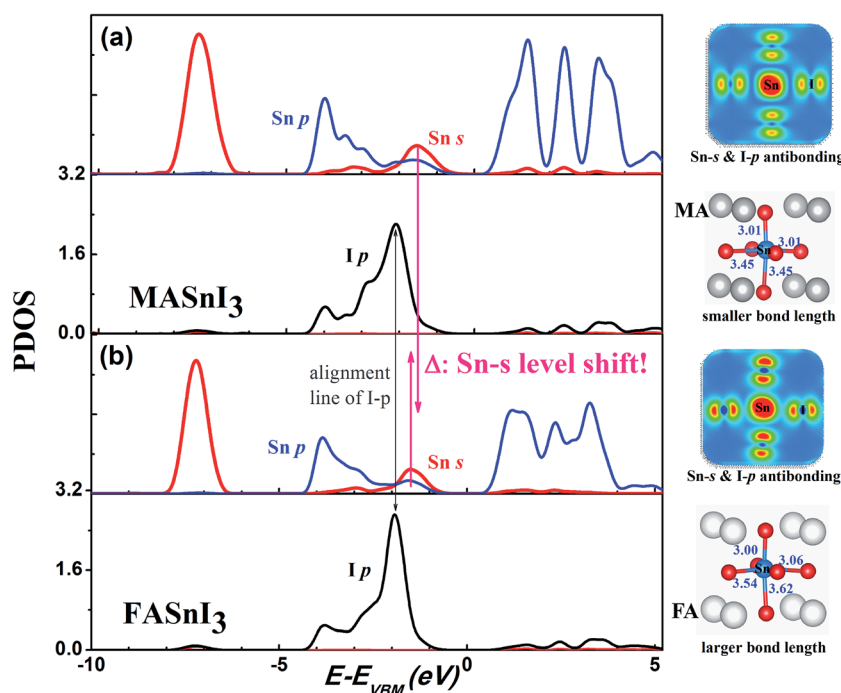 (a)
Sn p
Sn s
3.2
1.6
0.0
I p
MASnI3
PDOS
(b)
alignment
line of I-p
Δ: Sn-s level shift!
Sn p
Sn s
3.2
1.6
0.0
I p
FASnI3
-10
-5
0
5
E-EVBM (eV)
Sn
I
Sn-s & I-p antibonding
MA
3.01
Sn
3.01
3.45
3.45
smaller bond length
Sn
I
Sn-s & I-p antibonding
3.00
Sn
3.06
3.54
3.62
FA
larger bond length